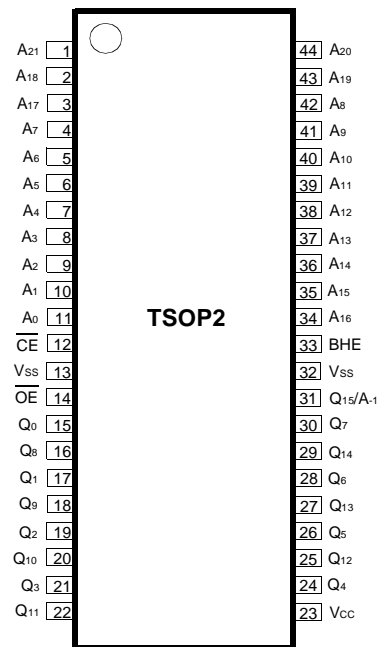 A21 1 44 A20
A18 2 43 A19
A17 3 42 A8
A7 4 41 A9
A6 5 40 A10
A5 6 39 A11
A4 7 38 A12
A3 8 37 A13
A2 9 36 A14
A1 10 35 A15
A0 11 TSOP2 34 A16
CE 12 33 BHE
VSS 13 32 VSS
OE 14 31 Q15/A-1
Q0 15 30 Q7
Q8 16 29 Q14
Q1 17 28 Q6
Q9 18 27 Q13
Q2 19 26 Q5
Q10 20 25 Q12
Q3 21 24 Q4
Q11 22 23 VCC